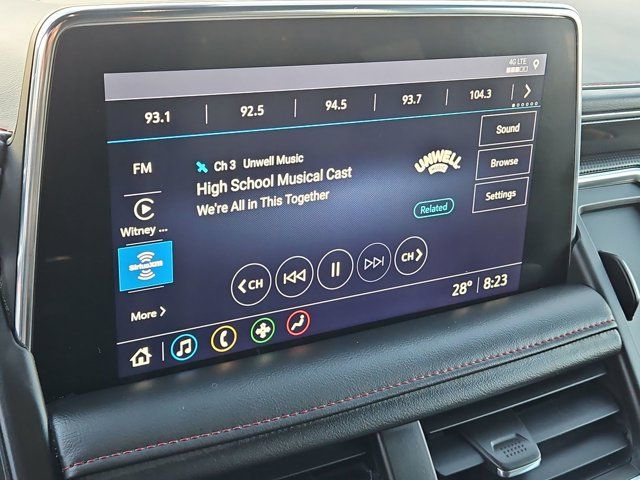 4G LTE
93.1 92.5 94.5 93.7 104.3
FM
Ch 3 Unwell Music
High School Musical Cast
We're All in This Together
UNWELL
Sound
Browse
Settings
Related
Witney ...
SiriusXM
More
CH
CH
28° 8:23